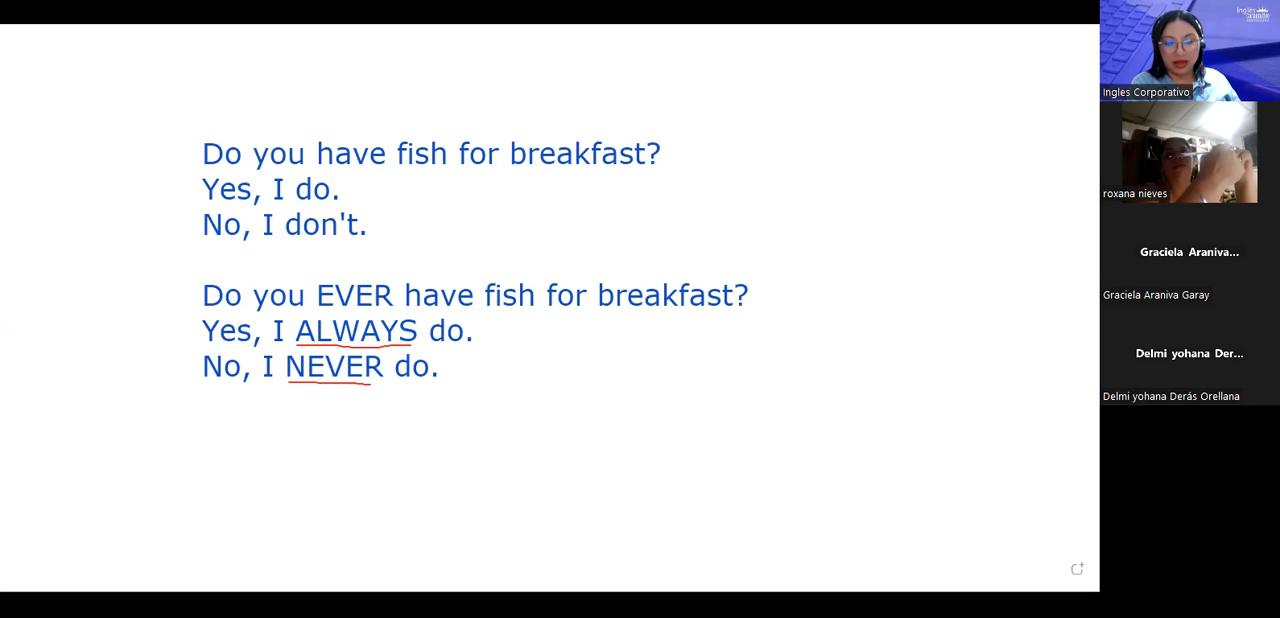 Do you have fish for breakfast?
Yes, I do.
No, I don't.
Do you EVER have fish for breakfast?
Yes, I ALWAYS do.
No, I NEVER do.
Ingles Corporativo
roxana nieves
Graciela Araniva...
Graciela Araniva Garay
Delmi yohana Der...
Delmi yohana Derás Orellana